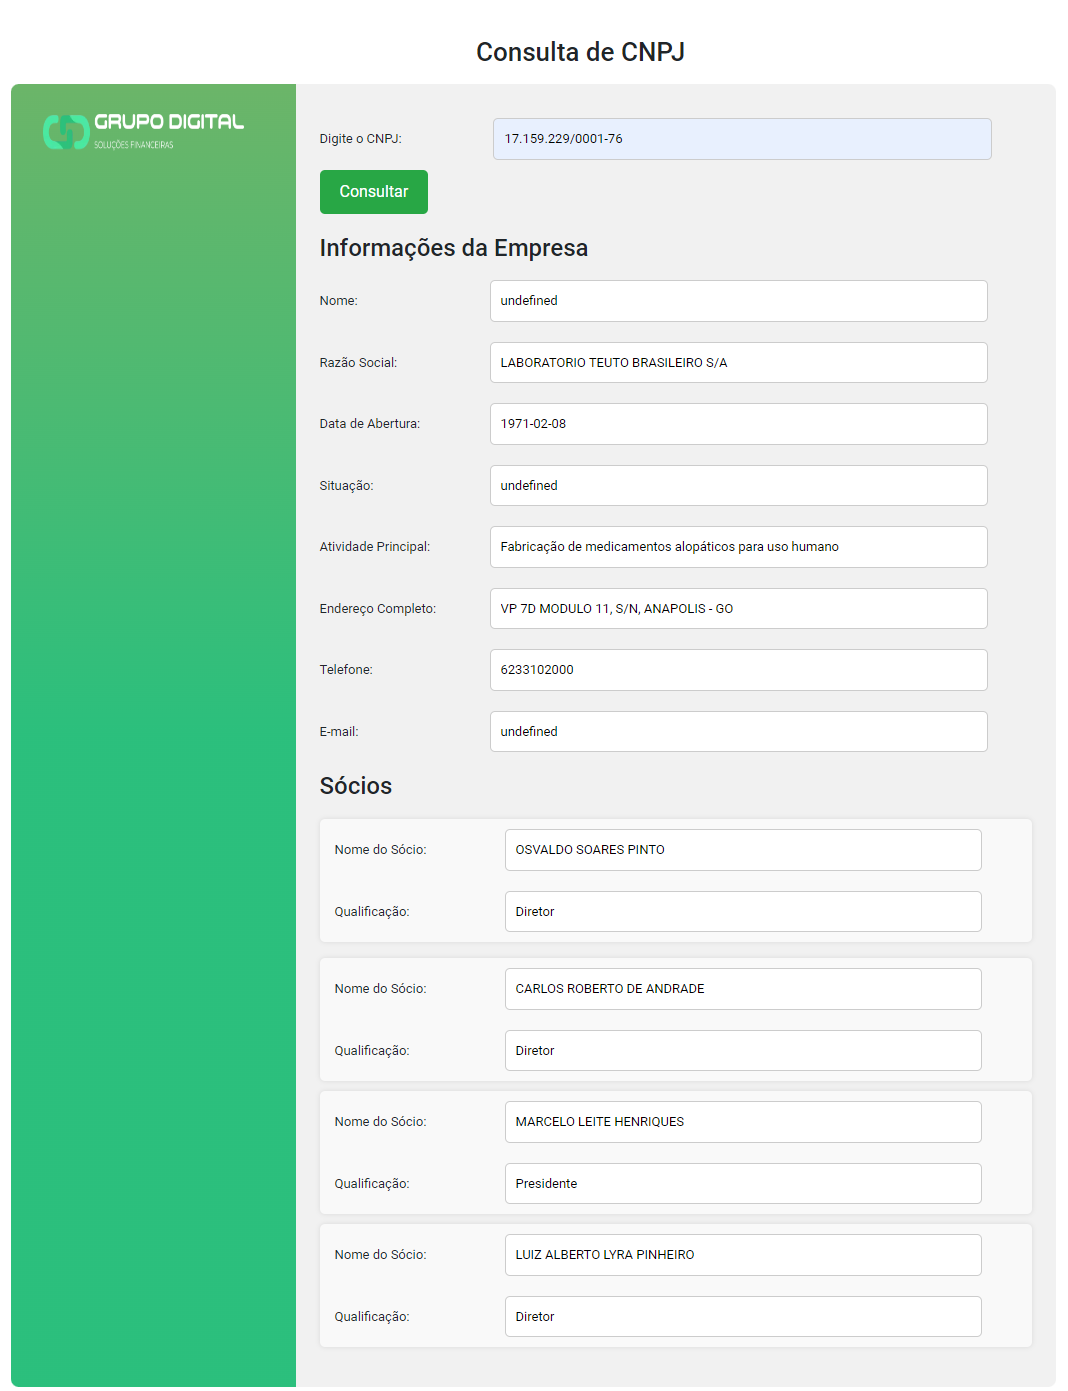 Consulta de CNPJ
GRUPO DIGITAL
SOLUÇÕES FINANCEIRAS
Digite o CNPJ: 17.159.229/0001-76
Consultar
Informações da Empresa
Nome: undefined
Razão Social: LABORATORIO TEUTO BRASILEIRO S/A
Data de Abertura: 1971-02-08
Situação: undefined
Atividade Principal: Fabricação de medicamentos alopáticos para uso humano
Endereço Completo: VP 7D MODULO 11, S/N, ANAPOLIS - GO
Telefone: 6233102000
E-mail: undefined
Sócios
Nome do Sócio: OSVALDO SOARES PINTO
Qualificação: Diretor
Nome do Sócio: CARLOS ROBERTO DE ANDRADE
Qualificação: Diretor
Nome do Sócio: MARCELO LEITE HENRIQUES
Qualificação: Presidente
Nome do Sócio: LUIZ ALBERTO LYRA PINHEIRO
Qualificação: Diretor